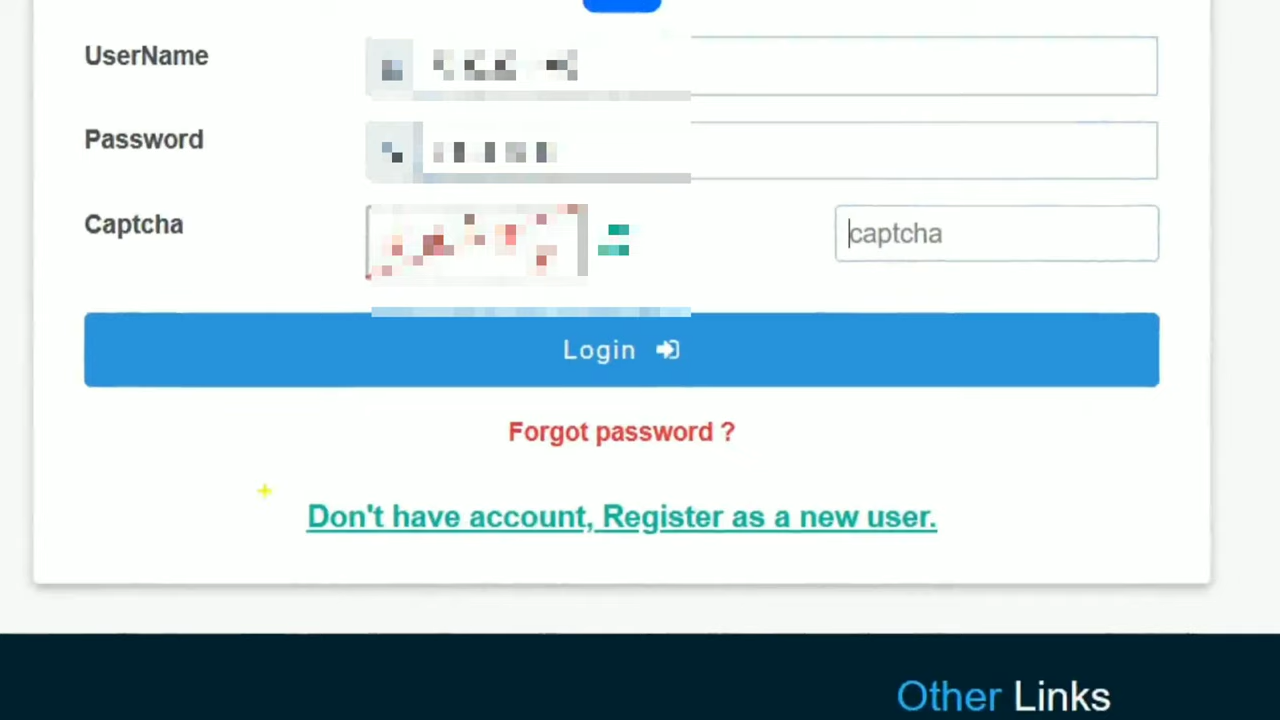 UserName
Password
Captcha
captcha
Login
Forgot password ?
Don't have account, Register as a new user.
Other Links